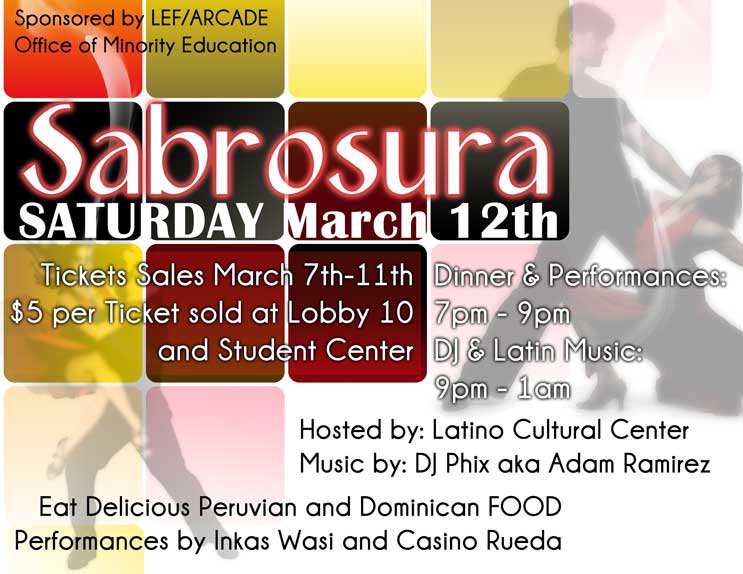 Sponsored by LEF/ARCADE
Office of Minority Education
Sabrosura
SATURDAY March 12th
Tickets Sales March 7th-11th
$5 per Ticket sold at Lobby 10
and Student Center
Dinner & Performances:
7pm - 9pm
DJ & Latin Music:
9pm - 1am
Hosted by: Latino Cultural Center
Music by: DJ Phix aka Adam Ramirez
Eat Delicious Peruvian and Dominican FOOD
Performances by Inkas Wasi and Casino Rueda